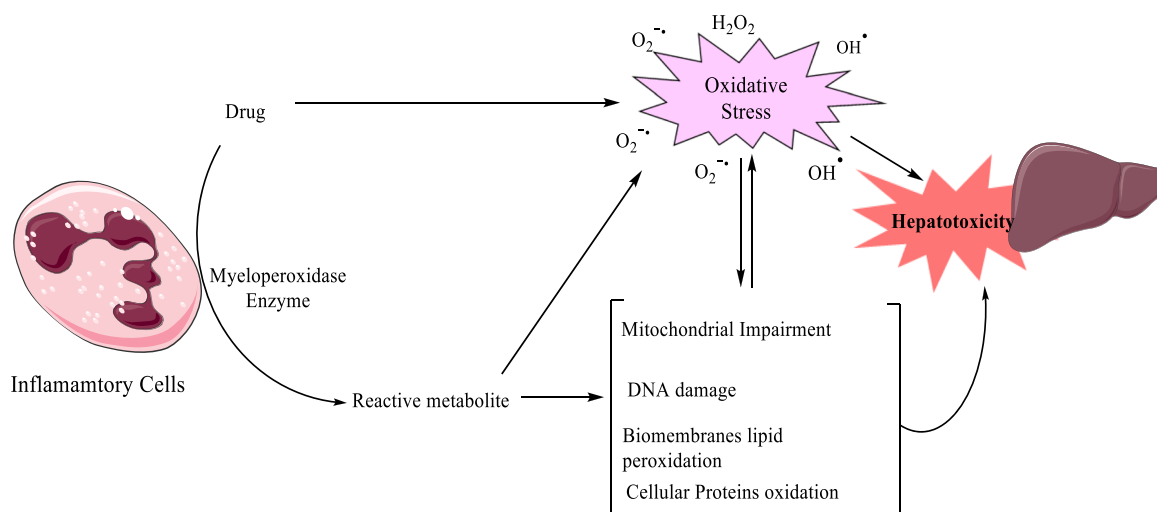 O₂⁻•
H₂O₂
OH•
Oxidative
Stress
Drug
O₂⁻•
O₂⁻•
OH•
Hepatotoxicity
Myeloperoxidase
Enzyme
Inflamamtory Cells
Reactive metabolite
Mitochondrial Impairment
DNA damage
Biomembranes lipid
peroxidation
Cellular Proteins oxidation